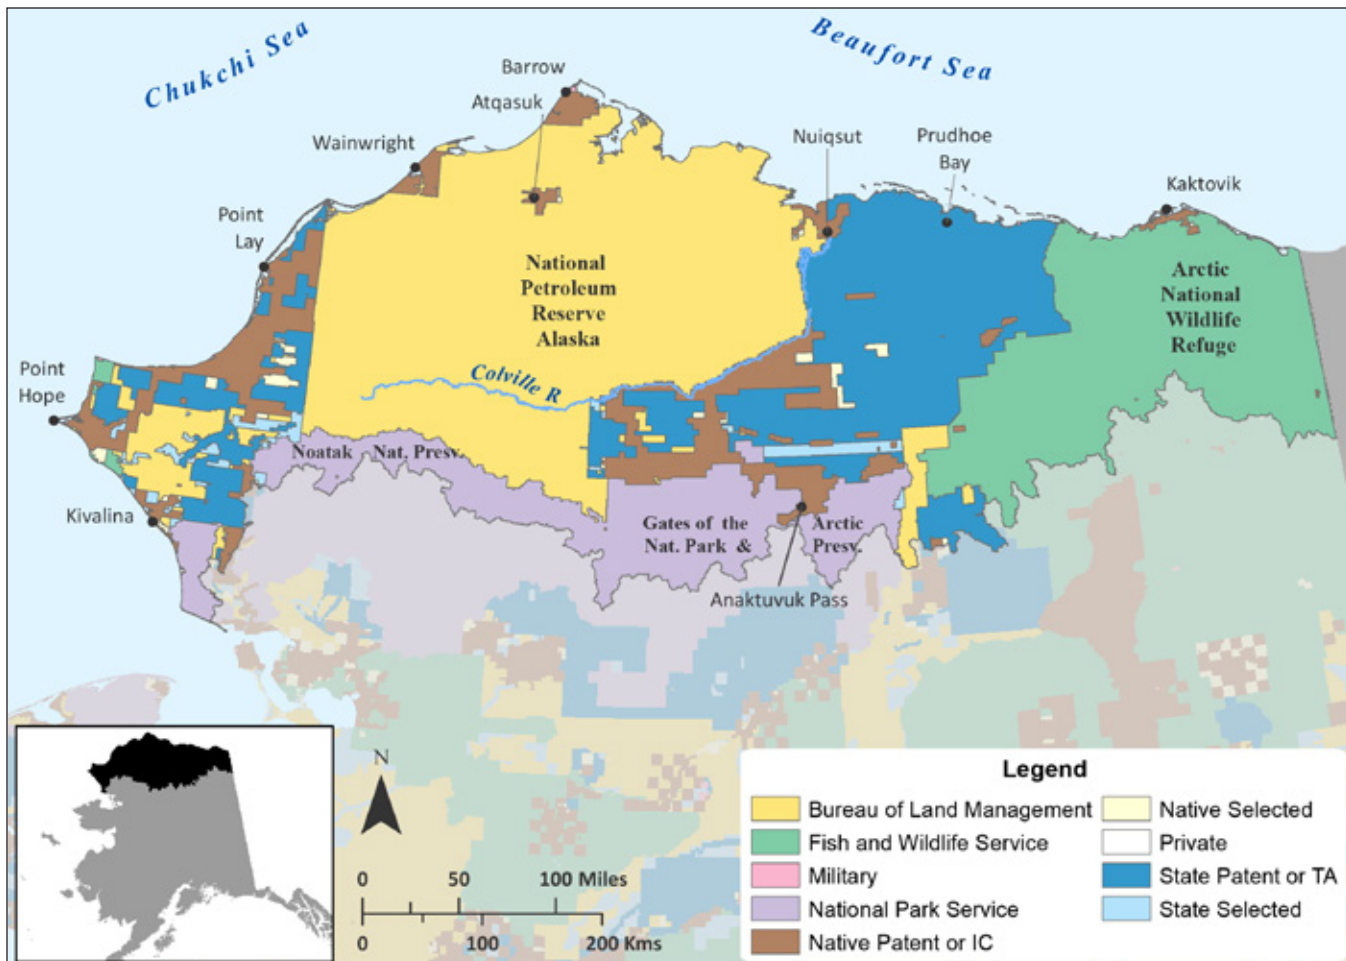 Chukchi Sea
Beaufort Sea
Barrow
Atqasuk
Wainwright
Nuiqsut
Prudhoe
Bay
Kaktovik
Point
Lay
National
Petroleum
Reserve
Alaska
Arctic
National
Wildlife
Refuge
Point
Hope
Colville R
Noatak Nat. Presv.
Kivalina
Gates of the Arctic
Nat. Park & Presv.
Anaktuvuk Pass
N
0 50 100 Miles
0 100 200 Kms
Legend
Bureau of Land Management
Fish and Wildlife Service
Military
National Park Service
Native Patent or IC
Native Selected
Private
State Patent or TA
State Selected